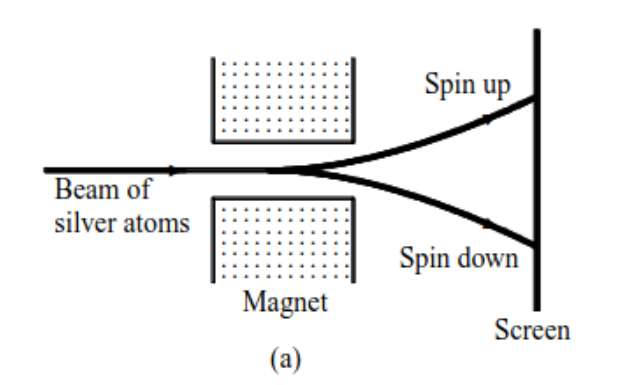 Spin up
Beam of
silver atoms
Spin down
Magnet
Screen
(a)